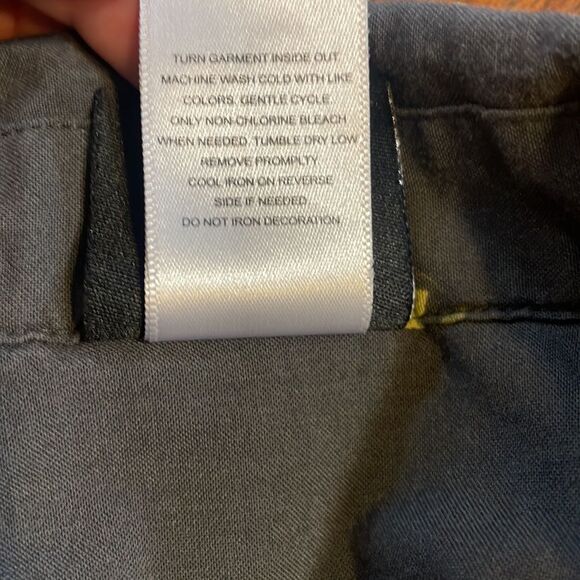 TURN GARMENT INSIDE OUT
MACHINE WASH COLD WITH LIKE
COLORS. GENTLE CYCLE.
ONLY NON-CHLORINE BLEACH
WHEN NEEDED. TUMBLE DRY LOW
REMOVE PROMPLTY.
COOL IRON ON REVERSE
SIDE IF NEEDED.
DO NOT IRON DECORATION.